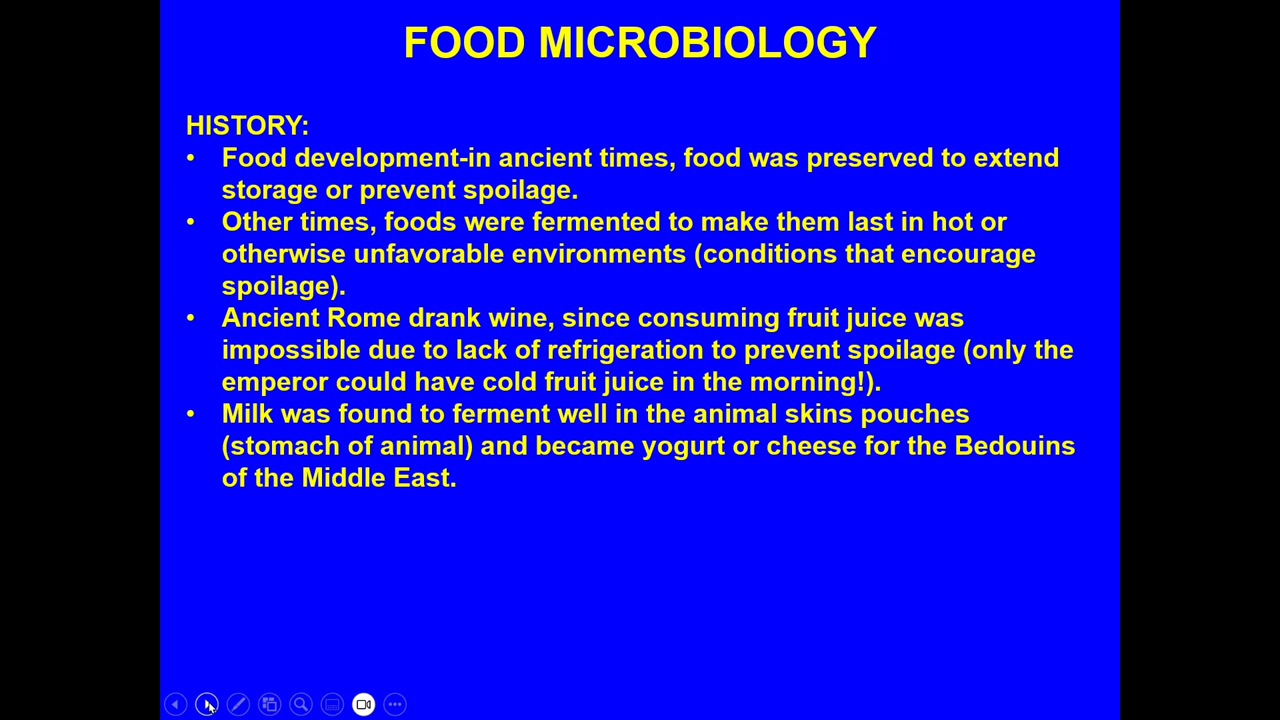 FOOD MICROBIOLOGY
HISTORY:
• Food development-in ancient times, food was preserved to extend
storage or prevent spoilage.
• Other times, foods were fermented to make them last in hot or
otherwise unfavorable environments (conditions that encourage
spoilage).
• Ancient Rome drank wine, since consuming fruit juice was
impossible due to lack of refrigeration to prevent spoilage (only the
emperor could have cold fruit juice in the morning!).
• Milk was found to ferment well in the animal skins pouches
(stomach of animal) and became yogurt or cheese for the Bedouins
of the Middle East.